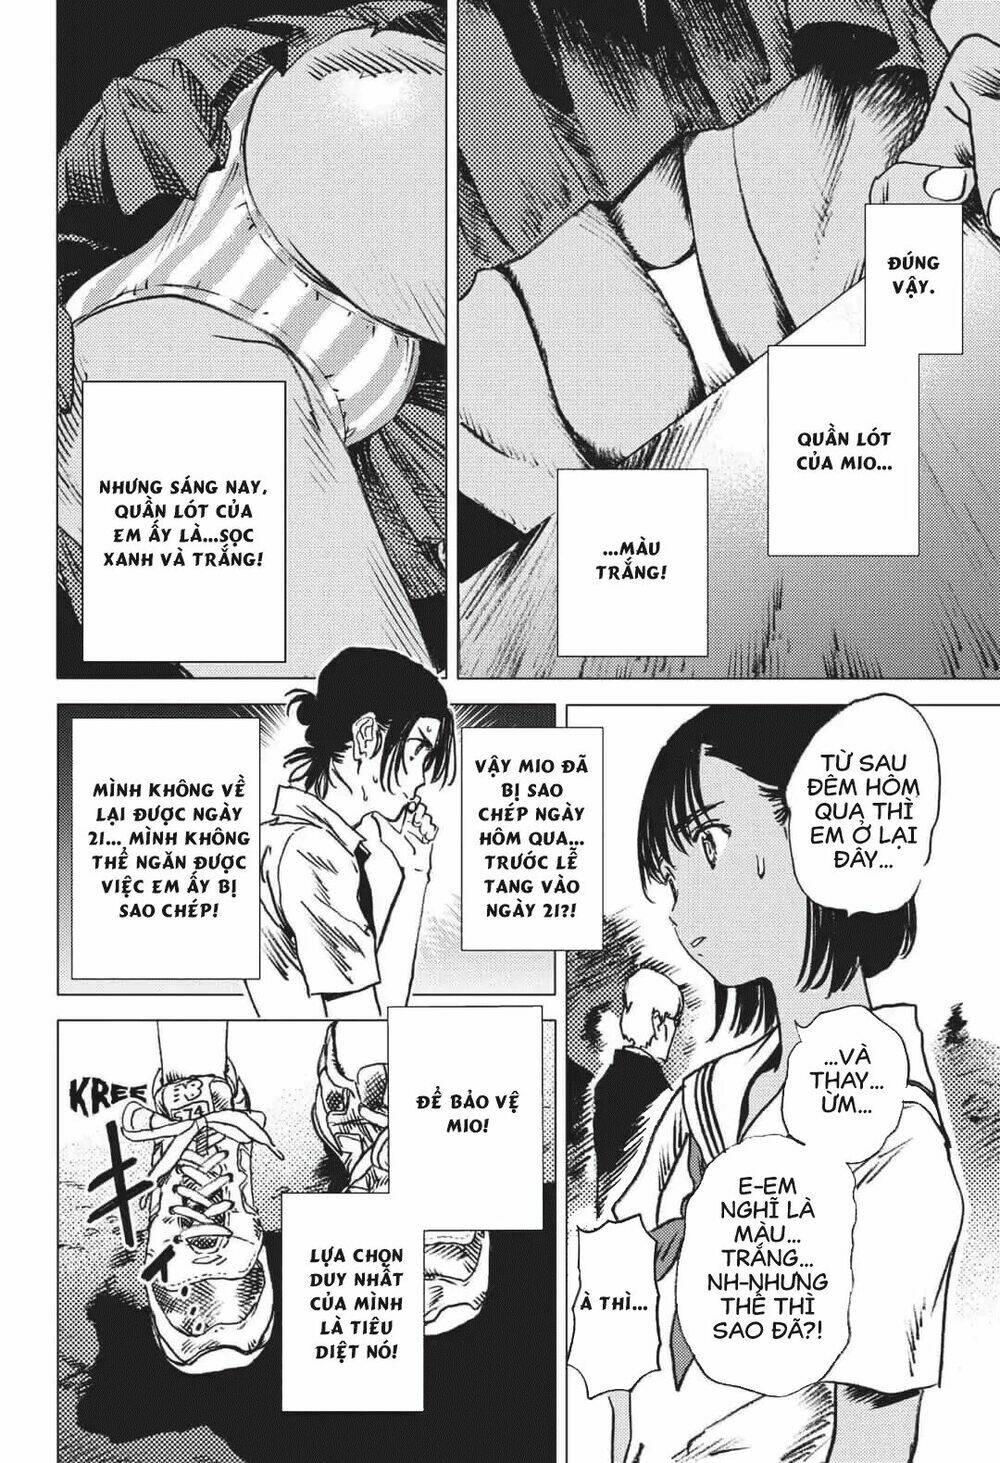 ĐÚNG
VẬY.
QUẦN LÓT
CỦA MIO...
...MÀU
TRẮNG!
NHƯNG SÁNG NAY,
QUẦN LÓT CỦA
EM ẤY LÀ...SỌC
XANH VÀ TRẮNG!
TỪ SAU
ĐÊM HÔM
QUA THÌ
EM Ở LẠI
ĐÂY...
...VÀ
THAY...
ỪM...
E-EM
NGHĨ LÀ
MÀU...
TRẮNG...
NH-NHƯNG
THẾ THÌ
SAO ĐÃ?!
À THÌ...
VẬY MIO ĐÃ
BỊ SAO
CHÉP NGÀY
HÔM QUA...
TRƯỚC LỄ
TANG VÀO
NGÀY 21?!
MÌNH KHÔNG VỀ
LẠI ĐƯỢC NGÀY
21... MÌNH KHÔNG
THỂ NGĂN ĐƯỢC
VIỆC EM ẤY BỊ
SAO CHÉP!
ĐỂ BẢO VỆ
MIO!
KREE
574
LỰA CHỌN
DUY NHẤT
CỦA MÌNH
LÀ TIÊU
DIỆT NÓ!